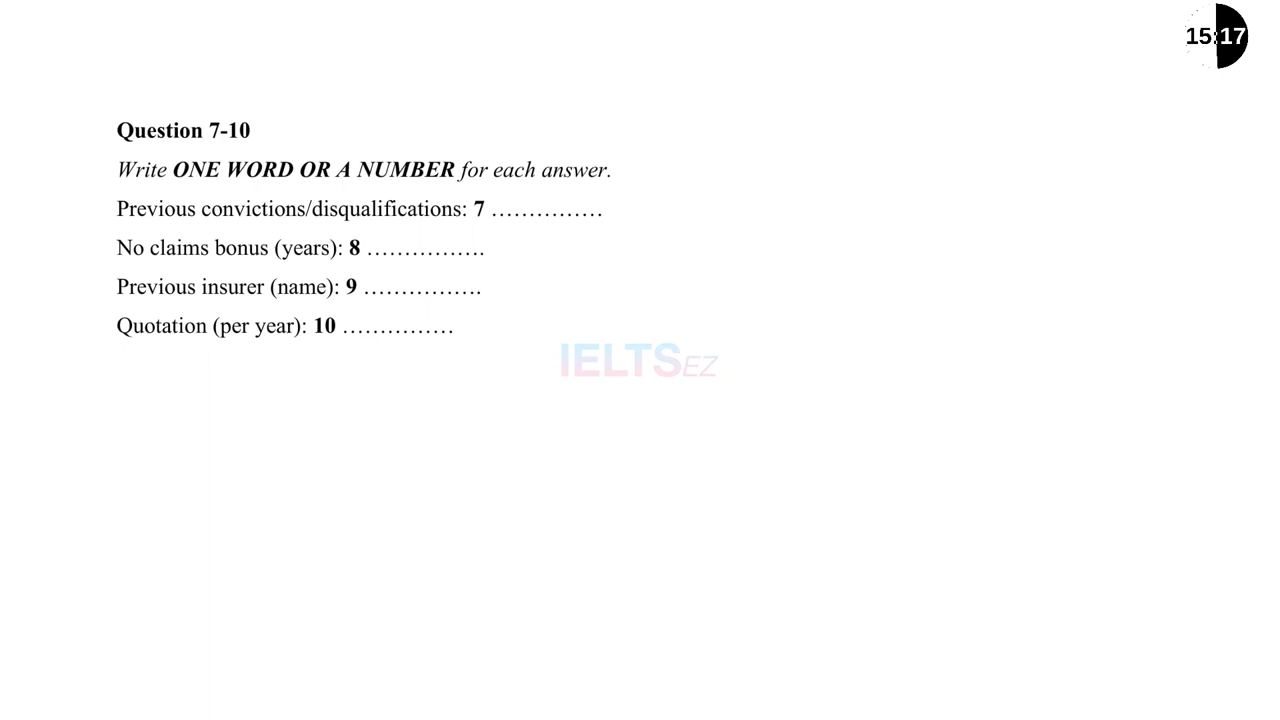 15:17
Question 7-10
Write ONE WORD OR A NUMBER for each answer.
Previous convictions/disqualifications: 7 ……………
No claims bonus (years): 8 …………….
Previous insurer (name): 9 …………….
Quotation (per year): 10 ……………
IELTSEZ